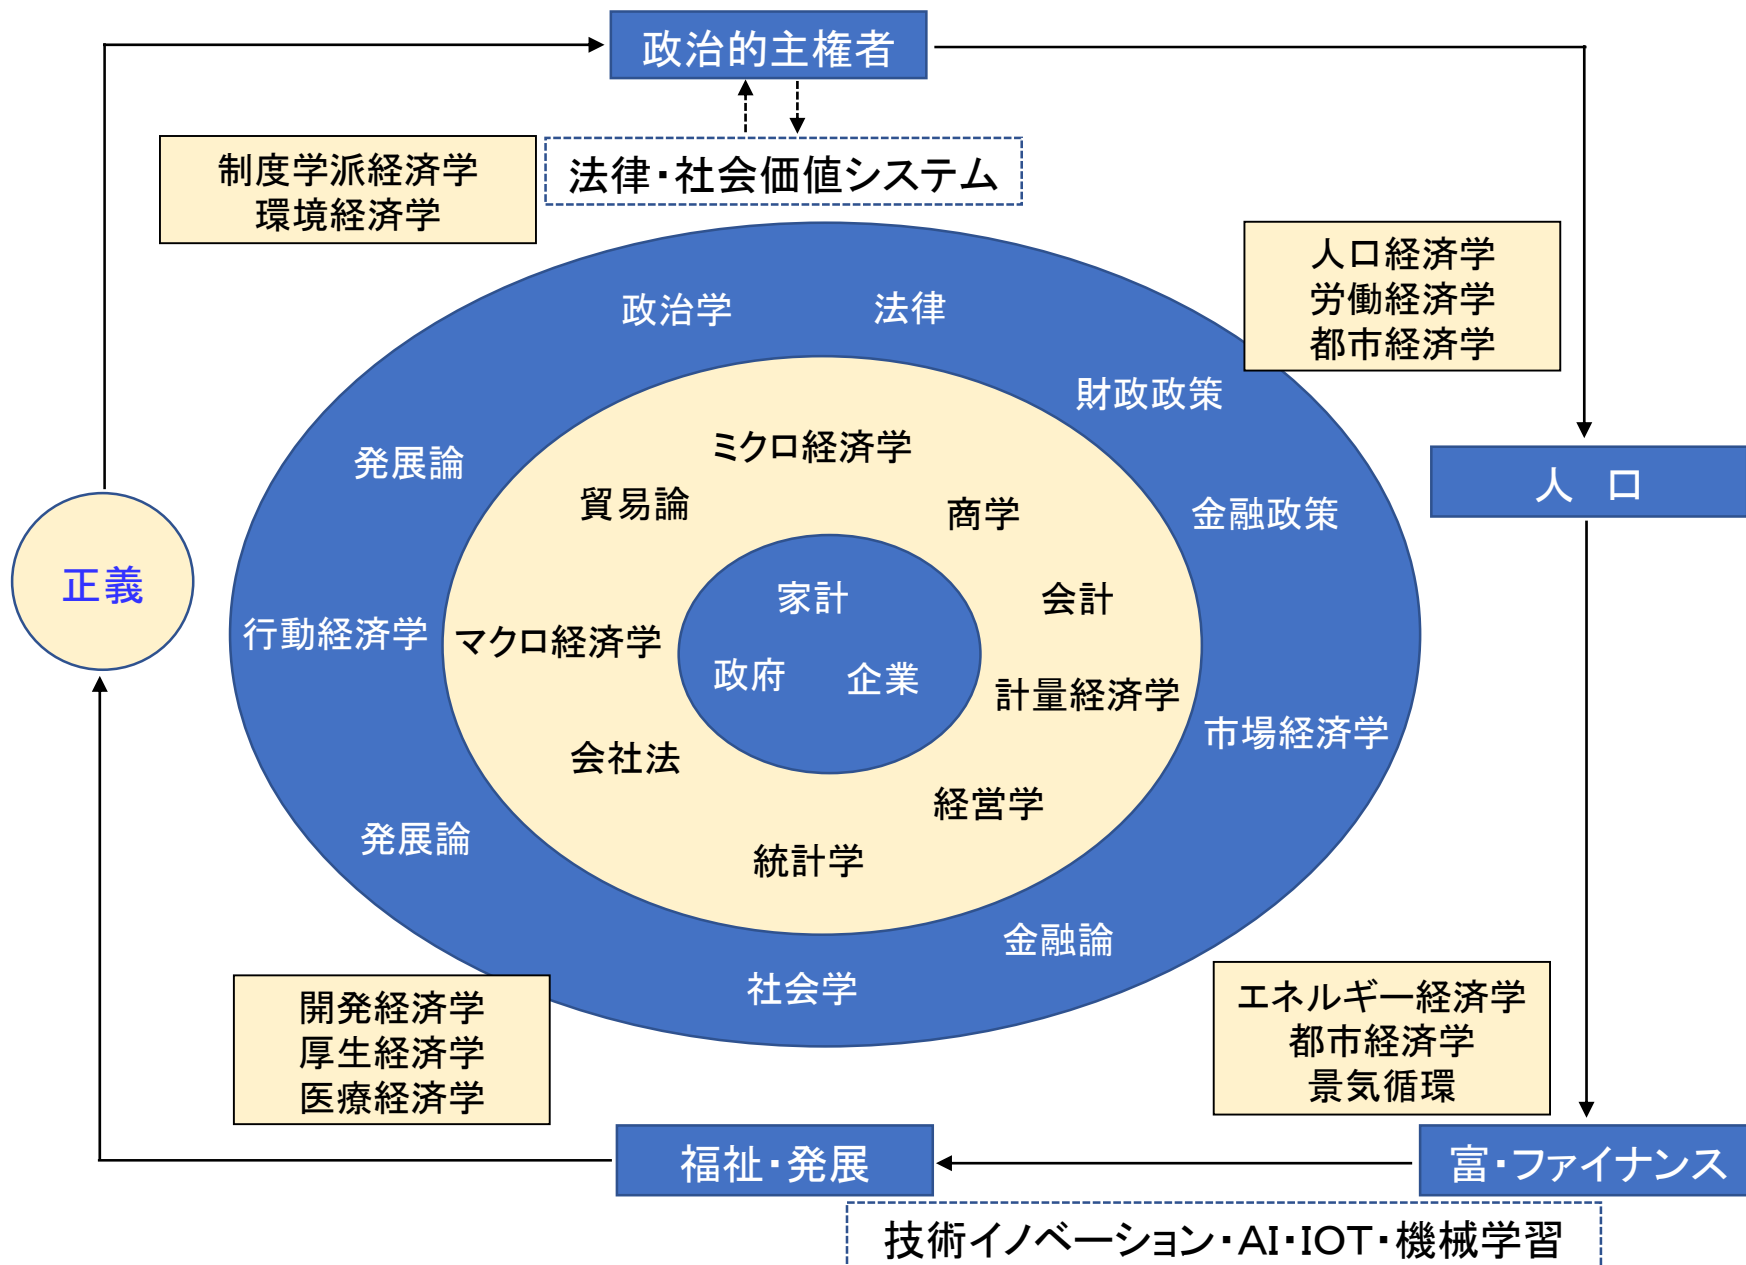 政治的主権者
法律・社会価値システム
制度学派経済学
環境経済学
人口経済学
労働経済学
都市経済学
政治学
法律
財政政策
発展論
ミクロ経済学
貿易論
商学
金融政策
人 口
正義
家計
会計
行動経済学
マクロ経済学
政府
企業
計量経済学
市場経済学
会社法
経営学
発展論
統計学
金融論
社会学
開発経済学
厚生経済学
医療経済学
エネルギー経済学
都市経済学
景気循環
福祉・発展
富・ファイナンス
技術イノベーション・AI・IOT・機械学習